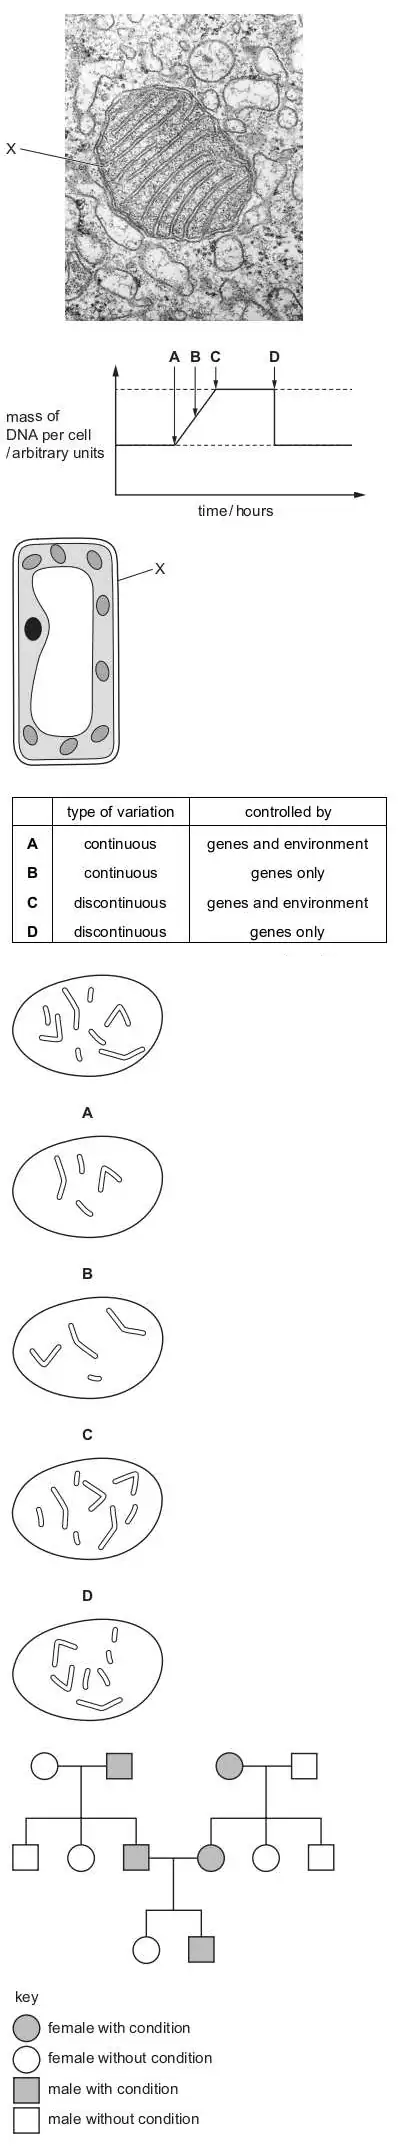 X
A B C D
mass of
DNA per cell
/ arbitrary units
time / hours
X
type of variation controlled by
A continuous genes and environment
B continuous genes only
C discontinuous genes and environment
D discontinuous genes only
A
B
C
D
key
female with condition
female without condition
male with condition
male without condition